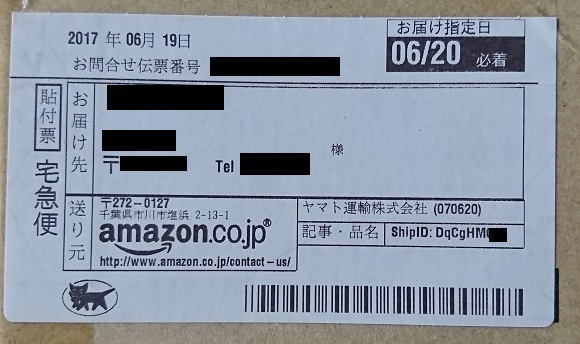 2017 年 06月 19日
お届け指定日
06/20 必着
お問合せ伝票番号
貼付票
宅急便
お届け先
様
〒
Tel
送り元
〒272-0127
千葉県市川市塩浜 2-13-1
amazon.co.jp®
http://www.amazon.co.jp/contact-us/
ヤマト運輸株式会社 (070620)
記事・品名
ShipID: DqCgHM